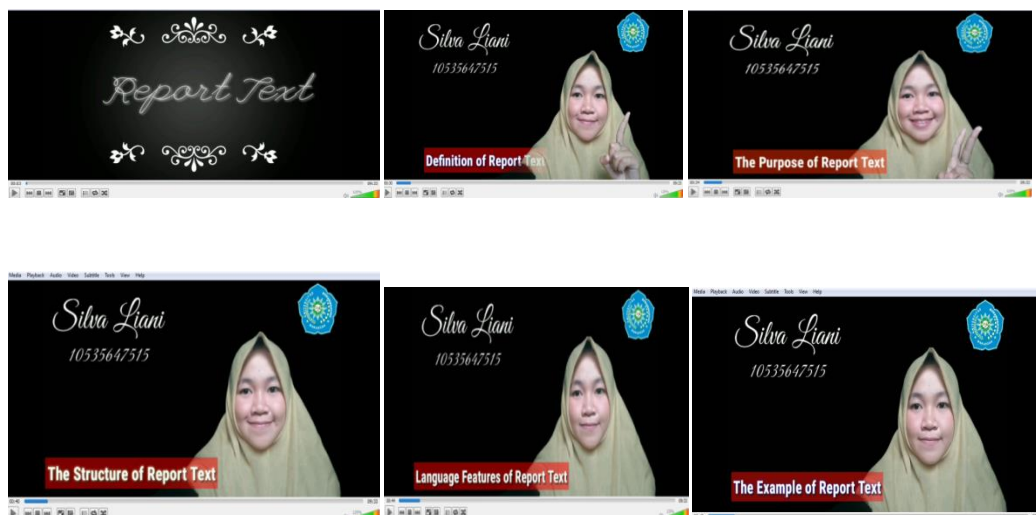 Report Text
Silva Liani
10535647515
Definition of Report Text
Silva Liani
10535647515
The Purpose of Report Text
Media Playback Audio Video Subtitle Tools View Help
Silva Liani
10535647515
The Structure of Report Text
Silva Liani
10535647515
Language Features of Report Text
Media Playback Audio Video Subtitle Tools View Help
Silva Liani
10535647515
The Example of Report Text